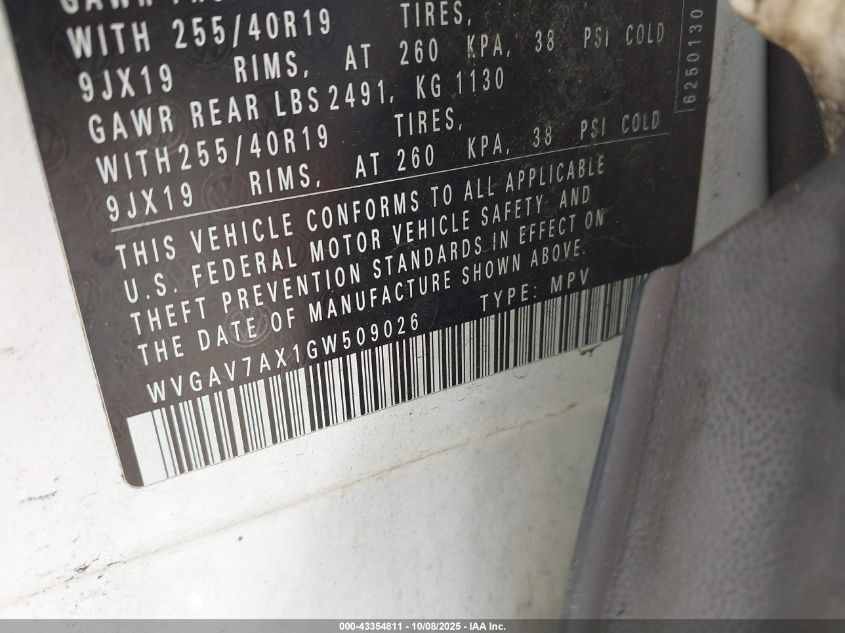 WITH 255/40R19 TIRES,
9JX19 RIMS, AT 260 KPA, 38 PSI COLD
GAWR REAR LBS 2491, KG 1130
WITH255/40R19 TIRES,
9JX19 RIMS, AT 260 KPA, 38 PSI COLD
THIS VEHICLE CONFORMS TO ALL APPLICABLE
U.S. FEDERAL MOTOR VEHICLE SAFETY, AND
THEFT PREVENTION STANDARDS IN EFFECT ON
THE DATE OF MANUFACTURE SHOWN ABOVE.
WVGAV7AX1GW509026 TYPE: MPV
6250130
000-43354811 - 10/08/2025 - IAA Inc.